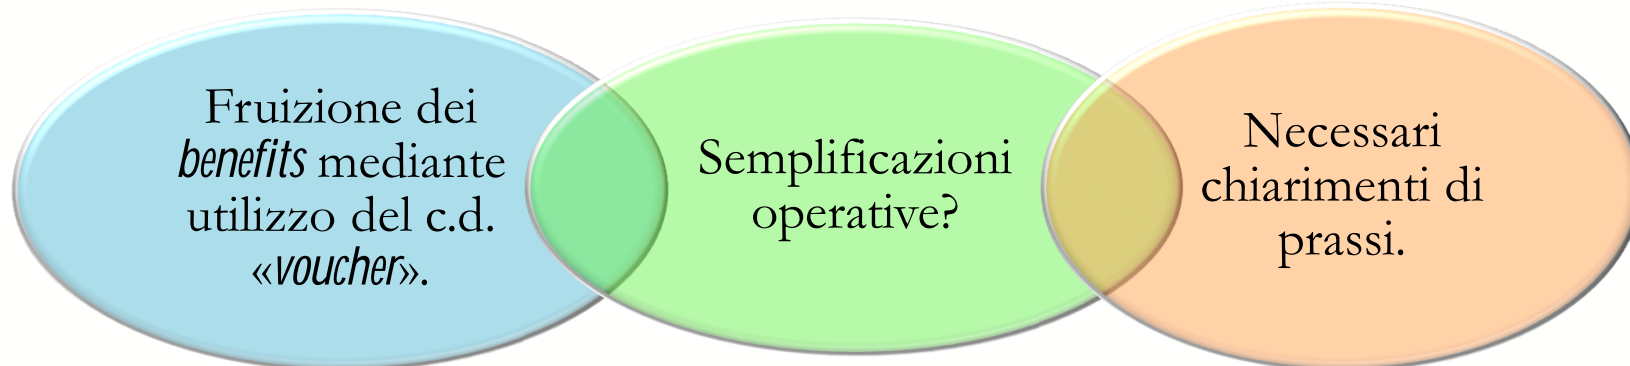 Fruizione dei
benefits mediante
utilizzo del c.d.
«voucher».
Semplificazioni
operative?
Necessari
chiarimenti di
prassi.